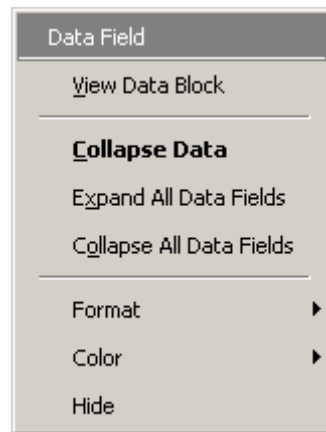 Data Field
View Data Block
Collapse Data
Expand All Data Fields
Collapse All Data Fields
Format
Color
Hide